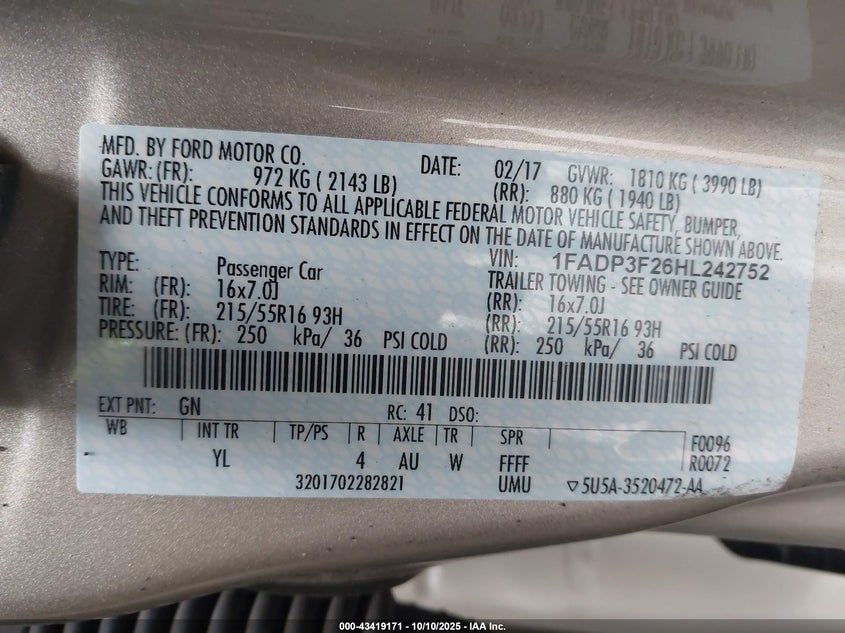 MFD. BY FORD MOTOR CO. DATE: 02/17 GVWR: 1810 KG ( 3990 LB)
GAWR: (FR): 972 KG ( 2143 LB) (RR): 880 KG ( 1940 LB)
THIS VEHICLE CONFORMS TO ALL APPLICABLE FEDERAL MOTOR VEHICLE SAFETY, BUMPER,
AND THEFT PREVENTION STANDARDS IN EFFECT ON THE DATE OF MANUFACTURE SHOWN ABOVE.
VIN: 1FADP3F26HL242752
TYPE: Passenger Car TRAILER TOWING - SEE OWNER GUIDE
RIM: (FR): 16x7.0J (RR): 16x7.0J
TIRE: (FR): 215/55R16 93H (RR): 215/55R16 93H
PRESSURE: (FR): 250 kPa/ 36 PSI COLD (RR): 250 kPa/ 36 PSI COLD
EXT PNT: GN RC: 41 DSO:
WB INT TR TP/PS R AXLE TR SPR F0096
- YL 4 AU W FFFF R0072
3201702282821 UMU ▽5U5A-3520472-AA
000-43419171 - 10/10/2025 - IAA Inc.